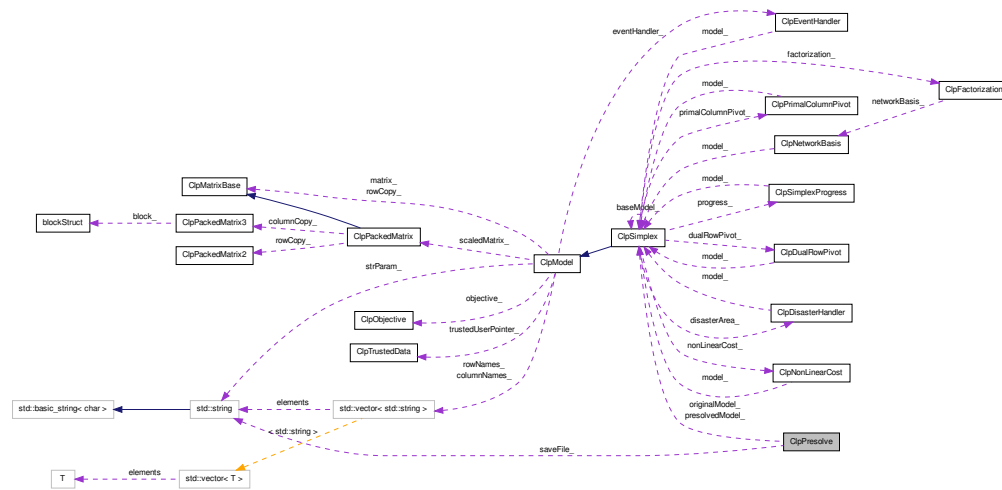 ClpEventHandler
eventHandler_
model_
factorization_
model_
ClpFactorization
ClpPrimalColumnPivot
networkBasis_
primalColumnPivot_
ClpNetworkBasis
model_
matrix_
model_
ClpMatrixBase
rowCopy_
ClpSimplexProgress
baseModel_
progress_
block_
columnCopy_
blockStruct
ClpPackedMatrix3
ClpPackedMatrix
ClpSimplex
dualRowPivot_
rowCopy_
scaledMatrix_
ClpPackedMatrix2
ClpDualRowPivot
ClpModel
model_
strParam_
model_
objective_
ClpObjective
ClpDisasterHandler
disasterArea_
trustedUserPointer_
ClpTrustedData
nonLinearCost_
rowNames_
columnNames_
ClpNonLinearCost
model_
std::basic_string< char >
std::string
elements
std::vector< std::string >
originalModel_
presolvedModel_
< std::string >
ClpPresolve
saveFile_
T
elements
std::vector< T >